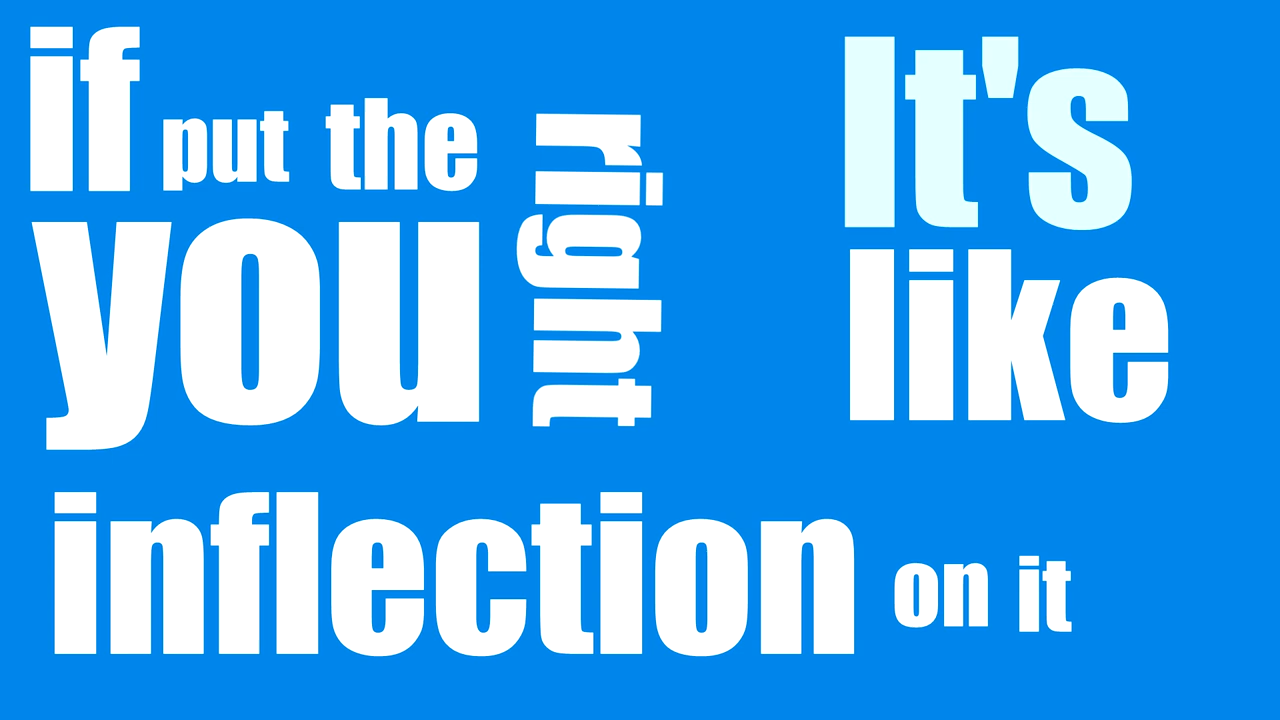 if put the
you
right
inflection on it
It's
like